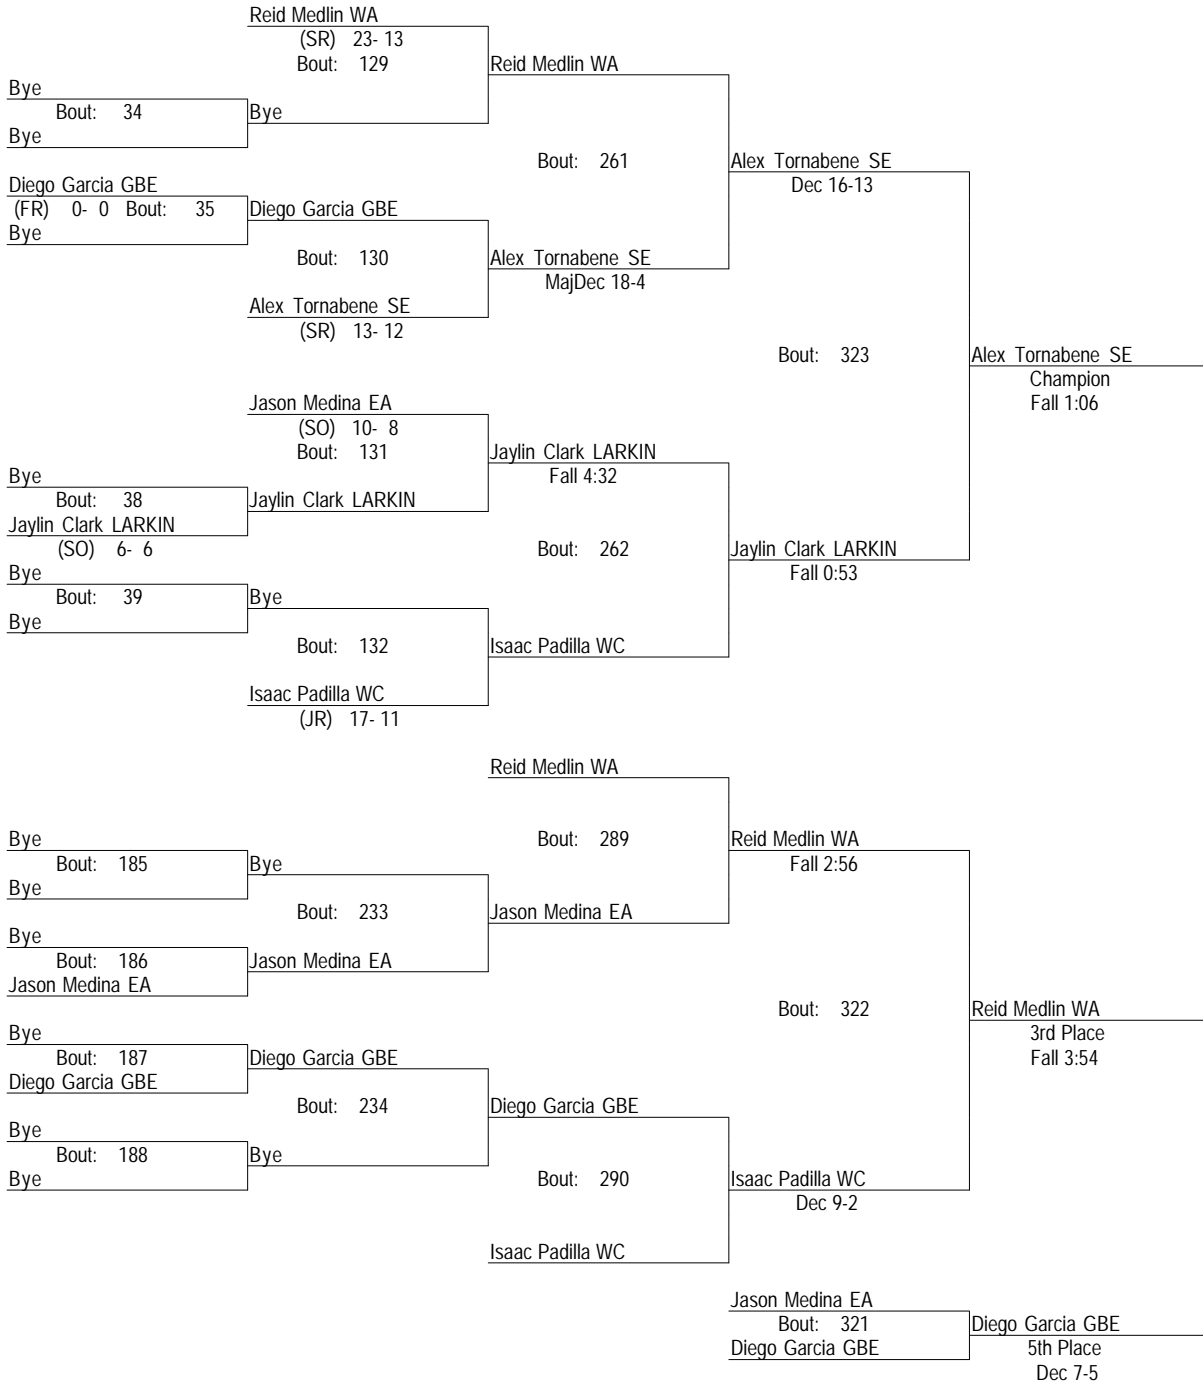 Reid Medlin WA
(SR) 23- 13
Bout: 129
Reid Medlin WA
Bye
Bout: 34
Bye
Bye
Bout: 261
Alex Tornabene SE
Dec 16-13
Diego Garcia GBE
(FR) 0- 0 Bout: 35
Diego Garcia GBE
Bye
Bout: 130
Alex Tornabene SE
MajDec 18-4
Alex Tornabene SE
(SR) 13- 12
Bout: 323
Alex Tornabene SE
Champion
Fall 1:06
Jason Medina EA
(SO) 10- 8
Bout: 131
Jaylin Clark LARKIN
Fall 4:32
Bye
Bout: 38
Jaylin Clark LARKIN
Jaylin Clark LARKIN
(SO) 6- 6
Bout: 262
Jaylin Clark LARKIN
Fall 0:53
Bye
Bout: 39
Bye
Bye
Bout: 132
Isaac Padilla WC
Isaac Padilla WC
(JR) 17- 11
Reid Medlin WA
Bout: 289
Reid Medlin WA
Fall 2:56
Bye
Bout: 185
Bye
Bye
Bout: 233
Jason Medina EA
Bye
Bout: 186
Jason Medina EA
Jason Medina EA
Bout: 322
Reid Medlin WA
3rd Place
Fall 3:54
Bye
Bout: 187
Diego Garcia GBE
Diego Garcia GBE
Bout: 234
Diego Garcia GBE
Bye
Bout: 188
Bye
Bye
Bout: 290
Isaac Padilla WC
Dec 9-2
Isaac Padilla WC
Jason Medina EA
Bout: 321
Diego Garcia GBE
Diego Garcia GBE
5th Place
Dec 7-5